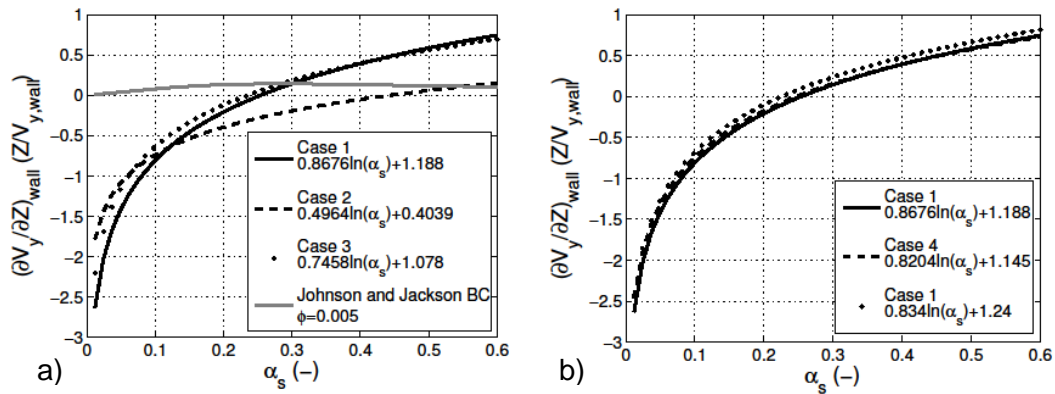 1
0.5
0
−0.5
−1
−1.5
−2
−2.5
−3
(∂V_y/∂Z)_wall (Z/V_y,wall)
Case 1
0.8676ln(α_s)+1.188
Case 2
0.4964ln(α_s)+0.4039
Case 3
0.7458ln(α_s)+1.078
Johnson and Jackson BC
ϕ=0.005
0 0.1 0.2 0.3 0.4 0.5 0.6
α_s (−)
a)
1
0.5
0
−0.5
−1
−1.5
−2
−2.5
−3
(∂V_y/∂Z)_wall (Z/V_y,wall)
Case 1
0.8676ln(α_s)+1.188
Case 4
0.8204ln(α_s)+1.145
Case 1
0.834ln(α_s)+1.24
0 0.1 0.2 0.3 0.4 0.5 0.6
α_s (−)
b)